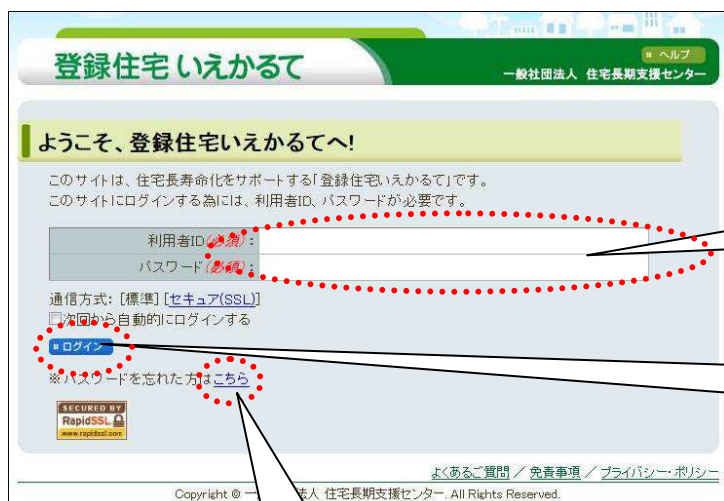 登録住宅 いえかるて
ヘルプ
一般社団法人 住宅長期支援センター
ようこそ、登録住宅いえかるてへ!
このサイトは、住宅長寿命化をサポートする「登録住宅いえかるて」です。
このサイトにログインする為には、利用者ID、パスワードが必要です。
利用者ID(必須):
パスワード(必須):
通信方式: [標準] [セキュア(SSL)]
次回から自動的にログインする
ログイン
※パスワードを忘れた方はこちら
SECURED BY
RapidSSL
www.rapidssl.com
よくあるご質問 / 免責事項 / プライバシー・ポリシー
Copyright © 一 法人 住宅長期支援センター. All Rights Reserved.